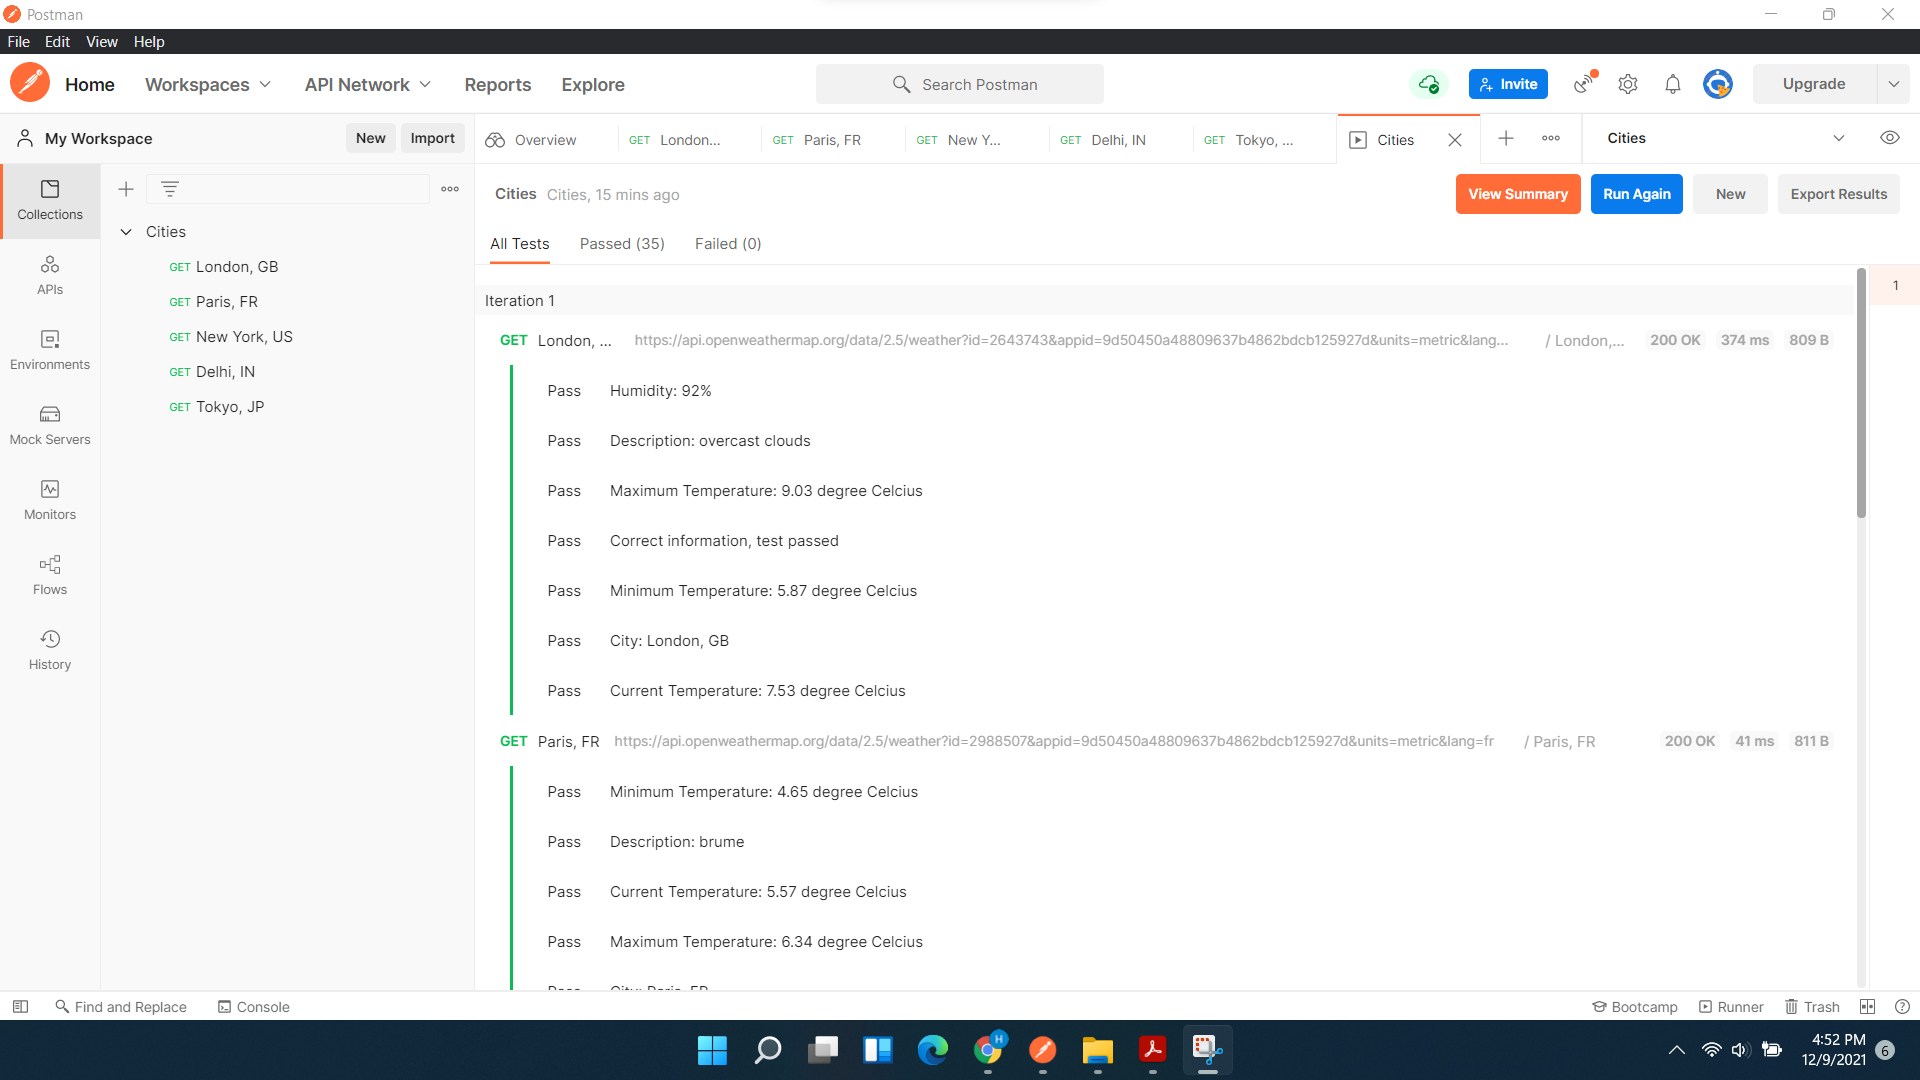 Postman
File Edit View Help
Home Workspaces API Network Reports Explore Search Postman Invite Upgrade
My Workspace New Import Overview GET London... GET Paris, FR GET New Y... GET Delhi, IN GET Tokyo, ... Cities Cities
Cities Cities, 15 mins ago View Summary Run Again New Export Results
Collections
Cities
All Tests Passed (35) Failed (0)
GET London, GB
APIs
GET Paris, FR
Iteration 1
1
GET New York, US
GET London, ... https://api.openweathermap.org/data/2.5/weather?id=2643743&appid=9d50450a48809637b4862bdcb125927d&units=metric&lang... / London,... 200 OK 374 ms 809 B
Environments
GET Delhi, IN
Pass Humidity: 92%
GET Tokyo, JP
Mock Servers
Pass Description: overcast clouds
Pass Maximum Temperature: 9.03 degree Celcius
Monitors
Pass Correct information, test passed
Flows
Pass Minimum Temperature: 5.87 degree Celcius
Pass City: London, GB
History
Pass Current Temperature: 7.53 degree Celcius
GET Paris, FR https://api.openweathermap.org/data/2.5/weather?id=2988507&appid=9d50450a48809637b4862bdcb125927d&units=metric&lang=fr / Paris, FR 200 OK 41 ms 811 B
Pass Minimum Temperature: 4.65 degree Celcius
Pass Description: brume
Pass Current Temperature: 5.57 degree Celcius
Pass Maximum Temperature: 6.34 degree Celcius
Pass City: Paris, FR
Find and Replace Console Bootcamp Runner Trash
H
4:52 PM
12/9/2021 6